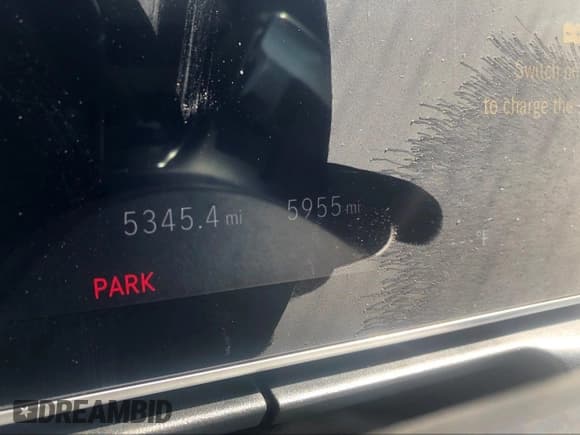 Switch o
to charge the
5345.4 mi 5955 mi
PARK
DREAMBID